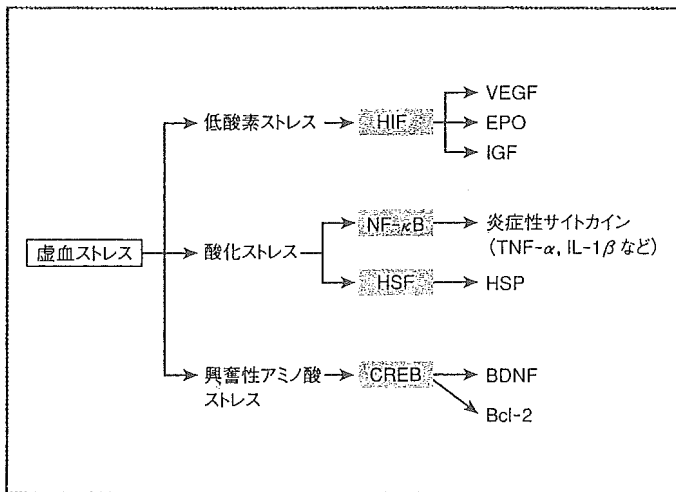 VEGF
低酸素ストレス
HIF
EPO
IGF
虚血ストレス
酸化ストレス
NF-κB
炎症性サイトカイン
(TNF-α, IL-1βなど)
HSF
HSP
興奮性アミノ酸
ストレス
CREB
BDNF
Bcl-2